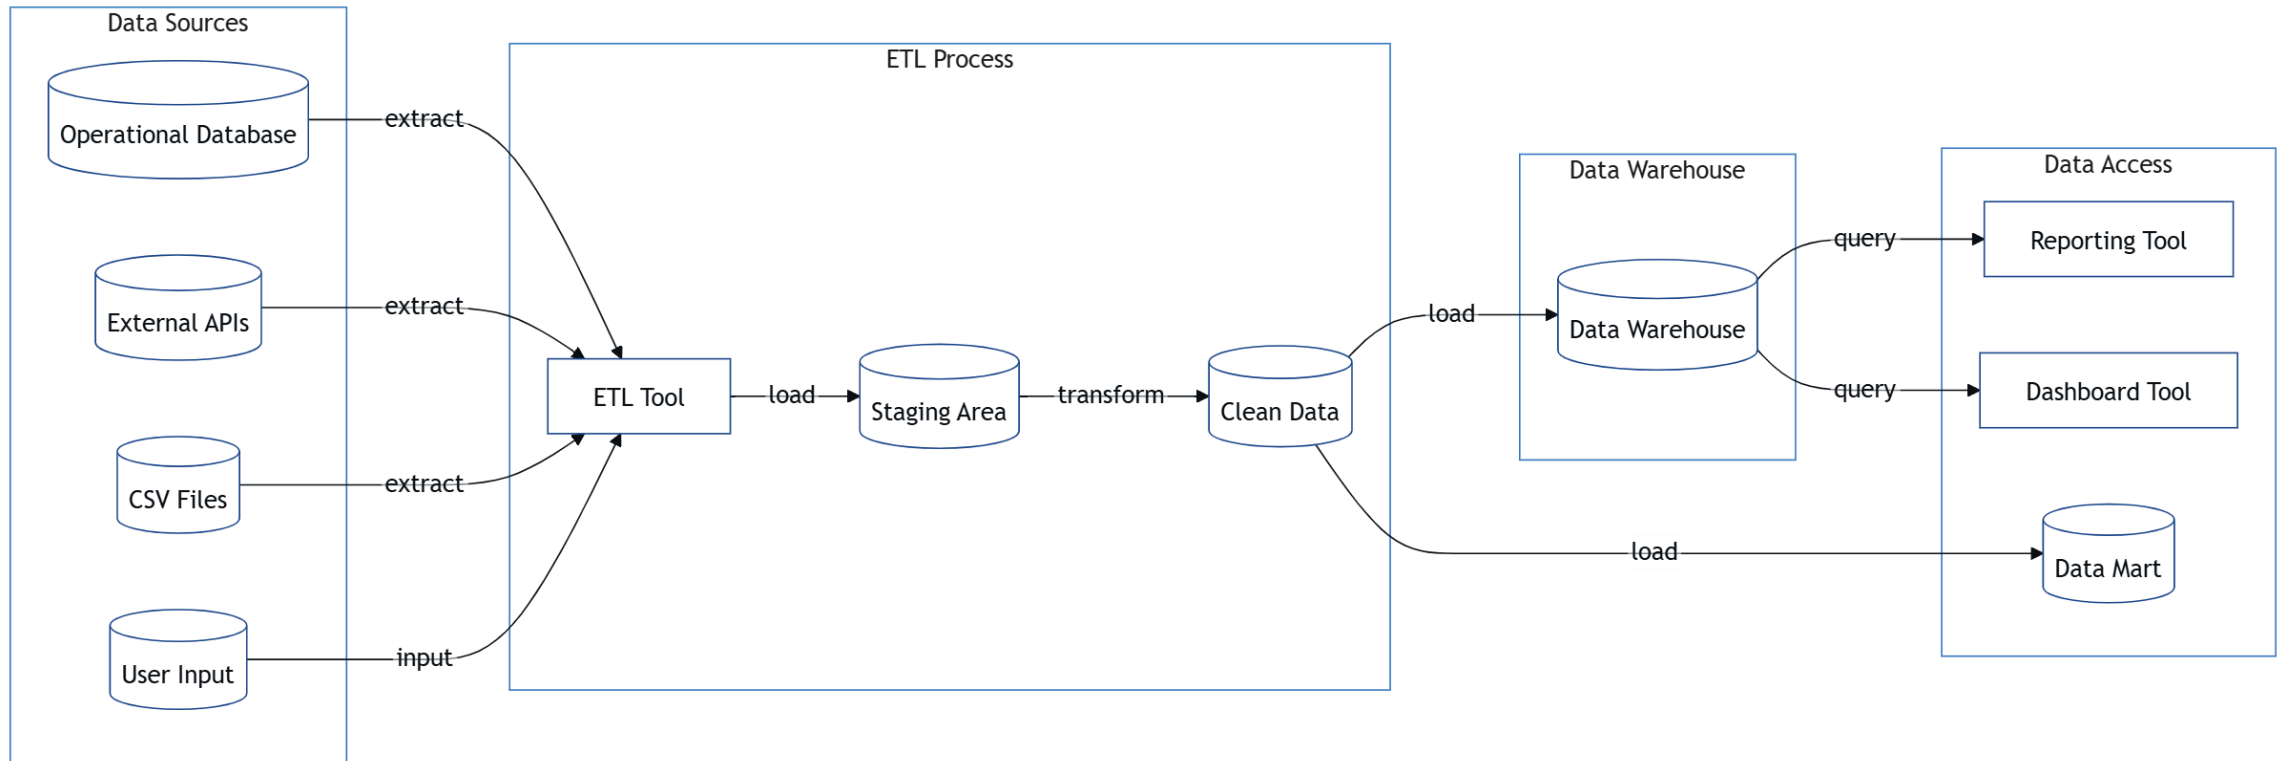 Data Sources
Operational Database
External APIs
CSV Files
User Input
extract
extract
extract
input
ETL Process
ETL Tool
load
Staging Area
transform
Clean Data
load
load
Data Warehouse
Data Warehouse
query
query
Data Access
Reporting Tool
Dashboard Tool
Data Mart